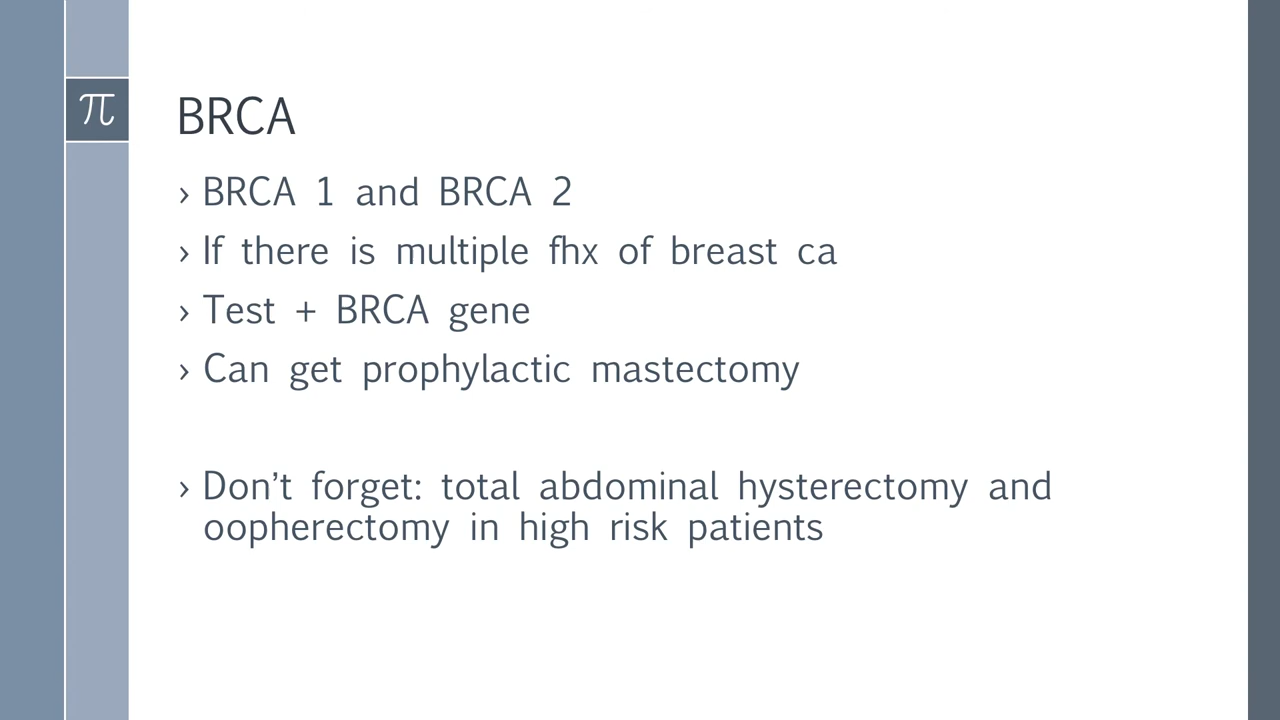 π
BRCA
› BRCA 1 and BRCA 2
› If there is multiple fhx of breast ca
› Test + BRCA gene
› Can get prophylactic mastectomy
› Don't forget: total abdominal hysterectomy and
oopherectomy in high risk patients